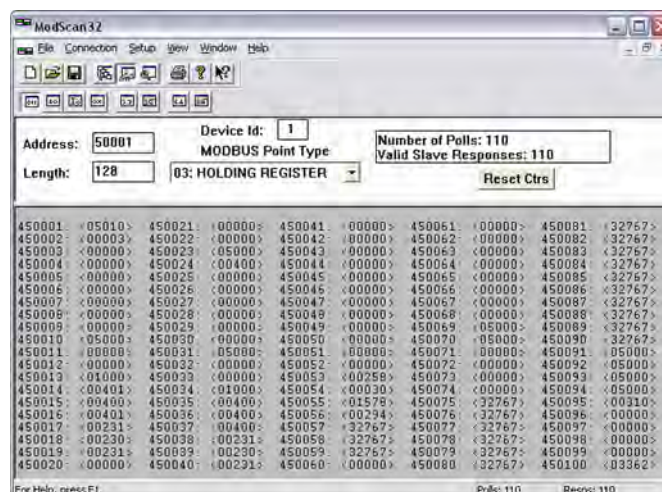 ModScan32
File Connection Setup View Window Help
Address: 50001
Device Id: 1
MODBUS Point Type
Length: 128
03: HOLDING REGISTER
Number of Polls: 110
Valid Slave Responses: 110
Reset Ctrs
450001: <05010> 450021: <00000> 450041: <00000> 450061: <00000> 450081: <32767>
450002: <00003> 450022: <00000> 450042: <00000> 450062: <00000> 450082: <32767>
450003: <00000> 450023: <05000> 450043: <00000> 450063: <00000> 450083: <32767>
450004: <00000> 450024: <00400> 450044: <00000> 450064: <00000> 450084: <32767>
450005: <00000> 450025: <00000> 450045: <00000> 450065: <00000> 450085: <32767>
450006: <00000> 450026: <00000> 450046: <00000> 450066: <00000> 450086: <32767>
450007: <00000> 450027: <00000> 450047: <00000> 450067: <00000> 450087: <32767>
450008: <00000> 450028: <00000> 450048: <00000> 450068: <00000> 450088: <32767>
450009: <00000> 450029: <00000> 450049: <00000> 450069: <05000> 450089: <32767>
450010: <05000> 450030: <00000> 450050: <00000> 450070: <05000> 450090: <32767>
450011: <00000> 450031: <05000> 450051: <00000> 450071: <00000> 450091: <05000>
450012: <00000> 450032: <00000> 450052: <00000> 450072: <00000> 450092: <05000>
450013: <01000> 450033: <00000> 450053: <00258> 450073: <00000> 450093: <05000>
450014: <00401> 450034: <01000> 450054: <00030> 450074: <00000> 450094: <05000>
450015: <00400> 450035: <00400> 450055: <01578> 450075: <32767> 450095: <00310>
450016: <00401> 450036: <00400> 450056: <00294> 450076: <32767> 450096: <00000>
450017: <00231> 450037: <00400> 450057: <32767> 450077: <32767> 450097: <00000>
450018: <00230> 450038: <00231> 450058: <32767> 450078: <32767> 450098: <00000>
450019: <00231> 450039: <00230> 450059: <32767> 450079: <32767> 450099: <00000>
450020: <00000> 450040: <00231> 450060: <00000> 450080: <32767> 450100: <03362>
For Help, press F1
Polls: 110
Resps: 110